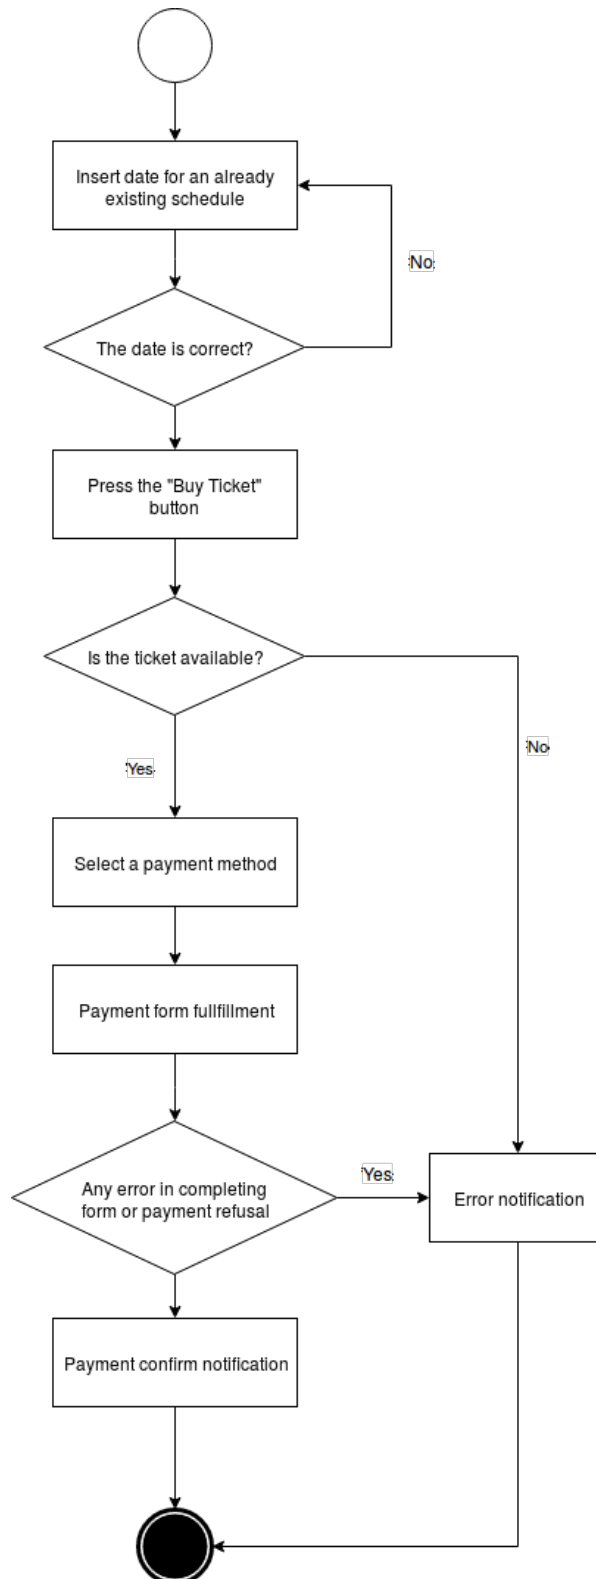 Insert date for an already
existing schedule
No
The date is correct?
Press the "Buy Ticket"
button
Is the ticket available?
No
Yes
Select a payment method
Payment form fullfillment
Yes
Any error in completing
form or payment refusal
Error notification
Payment confirm notification